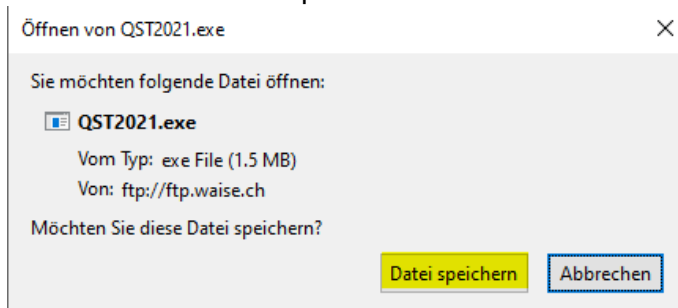 Öffnen von QST2021.exe
Sie möchten folgende Datei öffnen:
QST2021.exe
Vom Typ: exe File (1.5 MB)
Von: ftp://ftp.waise.ch
Möchten Sie diese Datei speichern?
Datei speichern Abbrechen